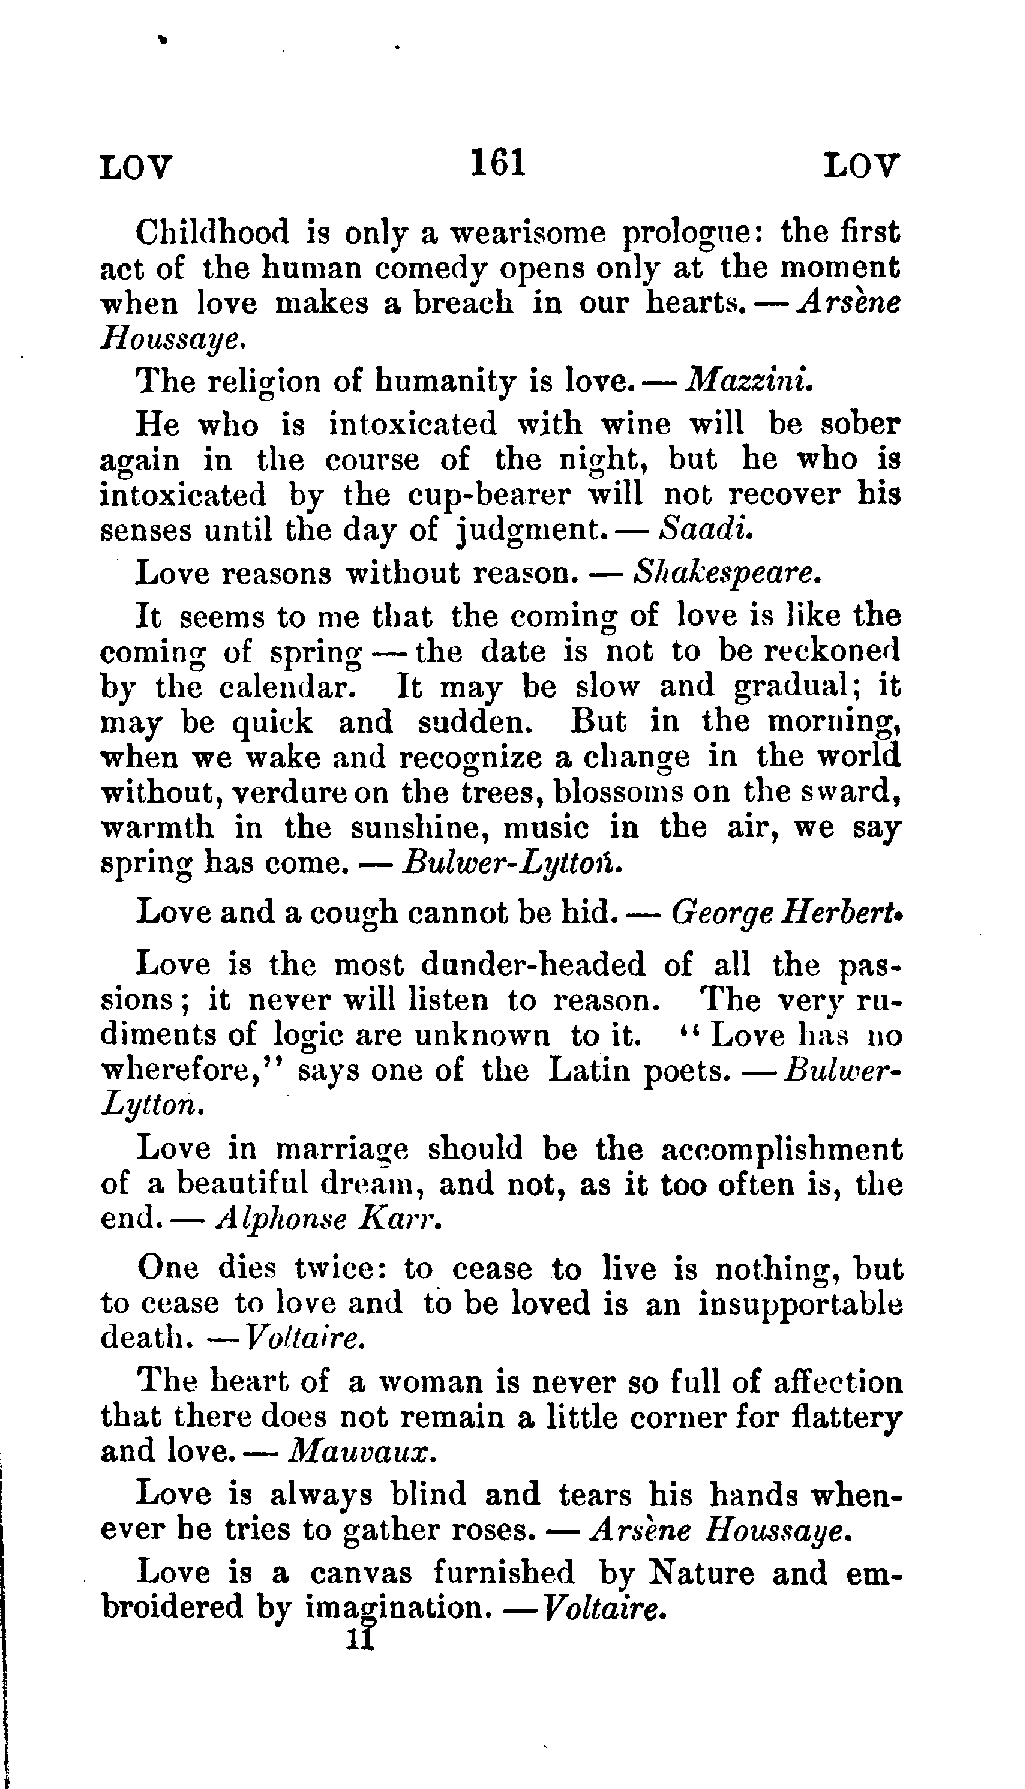 LOV 161 LOV
Childhood is only a wearisome prologue: the first
act of the human comedy opens only at the moment
when love makes a breach in our hearts. — Arsène
Houssaye.
The religion of humanity is love. — Mazzini.
He who is intoxicated with wine will be sober
again in the course of the night, but he who is
intoxicated by the cup-bearer will not recover his
senses until the day of judgment. — Saadi.
Love reasons without reason. — Shakespeare.
It seems to me that the coming of love is like the
coming of spring — the date is not to be reckoned
by the calendar. It may be slow and gradual; it
may be quick and sudden. But in the morning,
when we wake and recognize a change in the world
without, verdure on the trees, blossoms on the sward,
warmth in the sunshine, music in the air, we say
spring has come. — Bulwer-Lytton.
Love and a cough cannot be hid. — George Herbert.
Love is the most dunder-headed of all the pas-
sions; it never will listen to reason. The very ru-
diments of logic are unknown to it. "Love has no
wherefore," says one of the Latin poets. — Bulwer-
Lytton.
Love in marriage should be the accomplishment
of a beautiful dream, and not, as it too often is, the
end. — Alphonse Karr.
One dies twice: to cease to live is nothing, but
to cease to love and to be loved is an insupportable
death. — Voltaire.
The heart of a woman is never so full of affection
that there does not remain a little corner for flattery
and love. — Mauvaux.
Love is always blind and tears his hands when-
ever he tries to gather roses. — Arsène Houssaye.
Love is a canvas furnished by Nature and em-
broidered by imagination. — Voltaire.
11